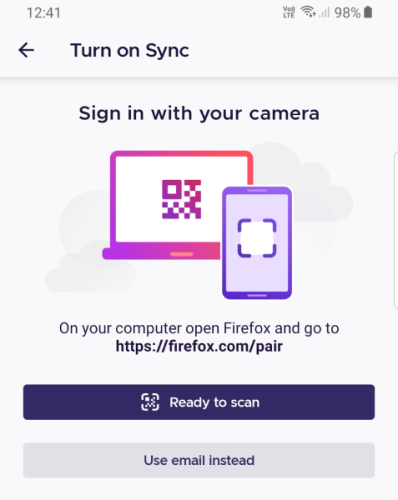 12:41 Vo)) LTE 98%
Turn on Sync
Sign in with your camera
On your computer open Firefox and go to
https://firefox.com/pair
Ready to scan
Use email instead